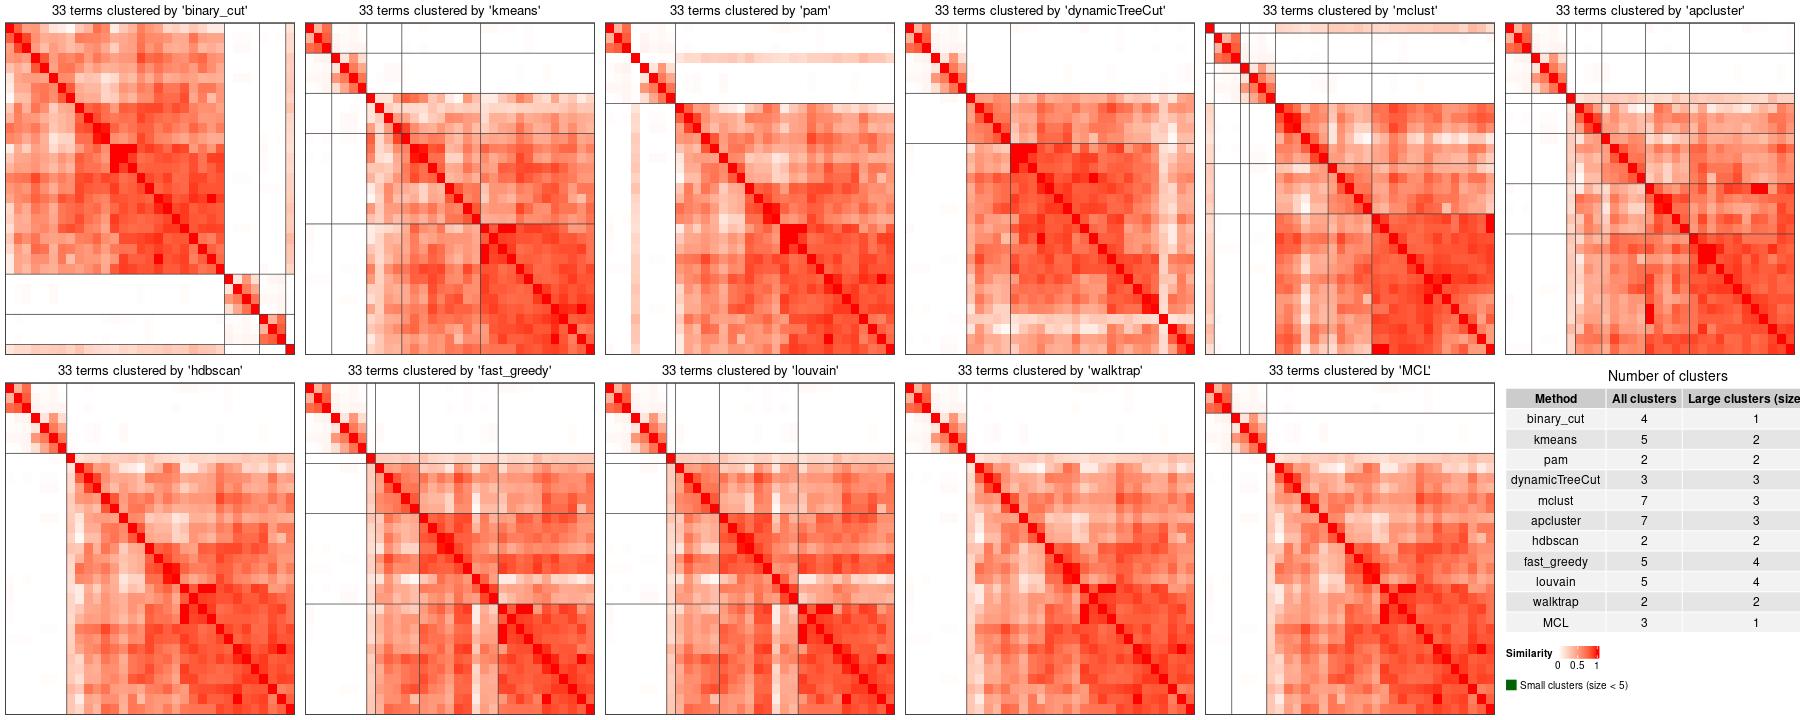 33 terms clustered by 'binary_cut'
33 terms clustered by 'kmeans'
33 terms clustered by 'pam'
33 terms clustered by 'dynamicTreeCut'
33 terms clustered by 'mclust'
33 terms clustered by 'apcluster'
33 terms clustered by 'hdbscan'
33 terms clustered by 'fast_greedy'
33 terms clustered by 'louvain'
33 terms clustered by 'walktrap'
33 terms clustered by 'MCL'
Number of clusters
Method All clusters Large clusters (size
binary_cut 4 1
kmeans 5 2
pam 2 2
dynamicTreeCut 3 3
mclust 7 3
apcluster 7 3
hdbscan 2 2
fast_greedy 5 4
louvain 5 4
walktrap 2 2
MCL 3 1
Similarity
0 0.5 1
Small clusters (size < 5)